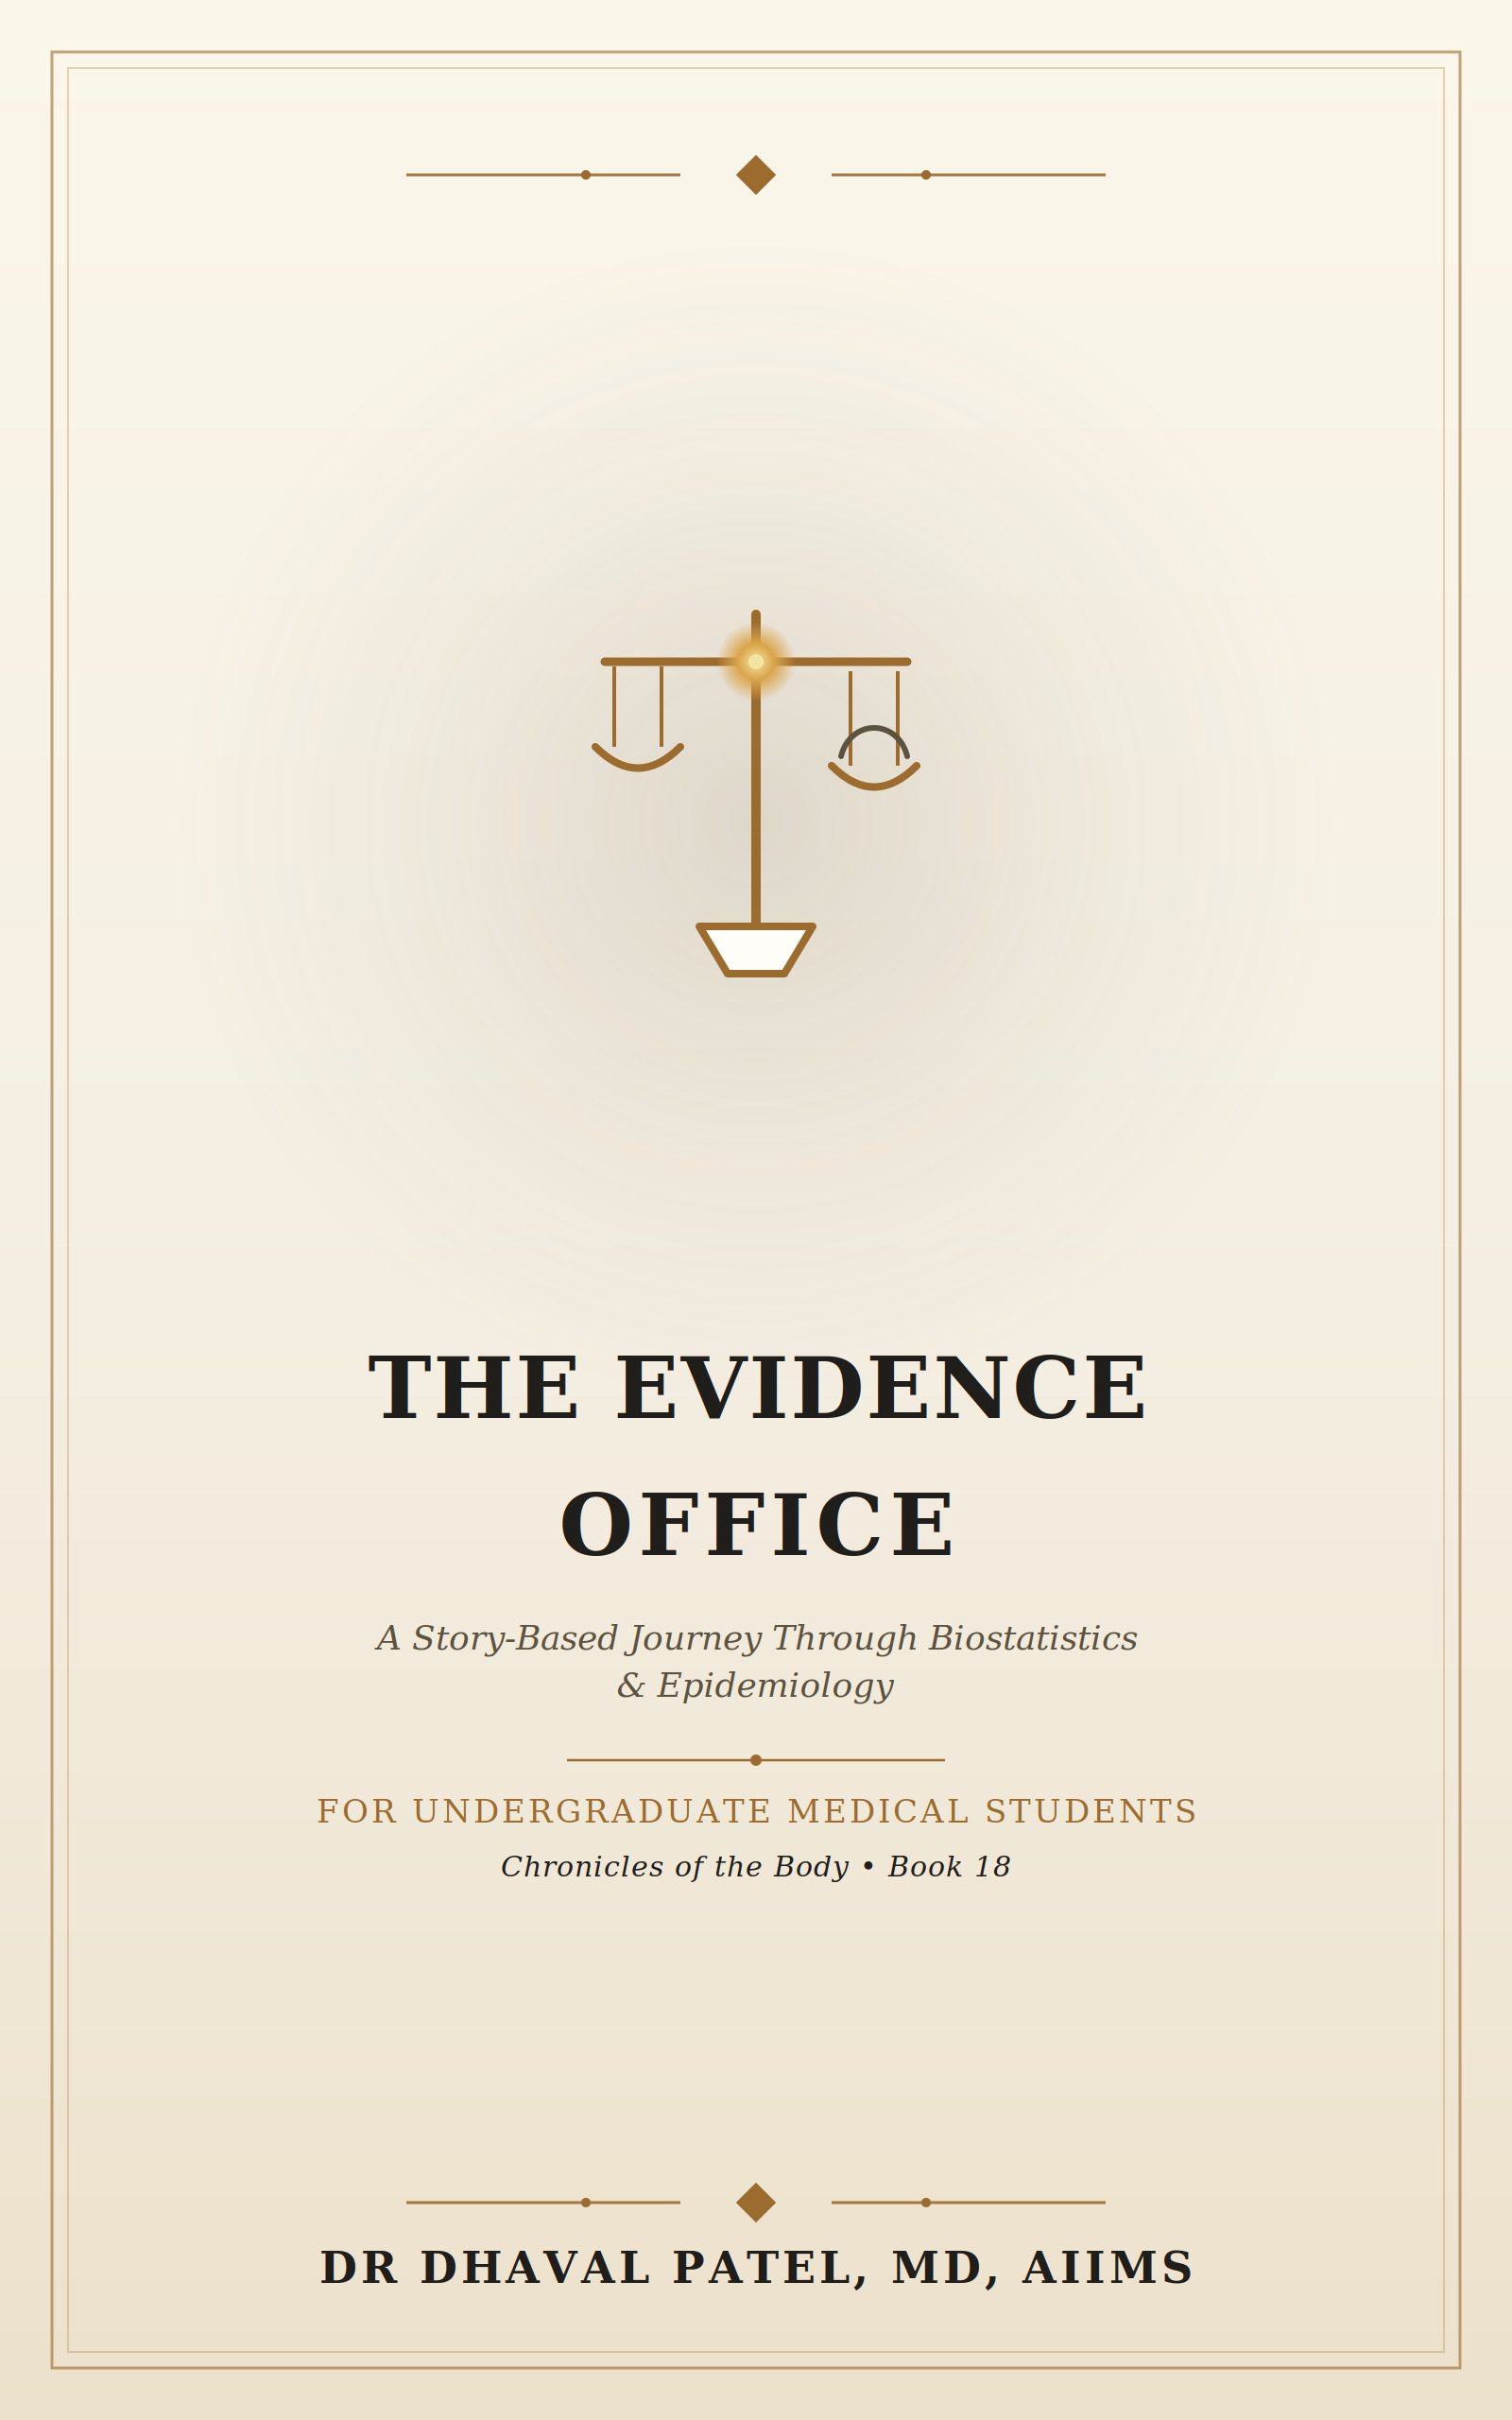 THE EVIDENCE
OFFICE
A Story-Based Journey Through Biostatistics
& Epidemiology
FOR UNDERGRADUATE MEDICAL STUDENTS
Chronicles of the Body • Book 18
DR DHAVAL PATEL, MD, AIIMS